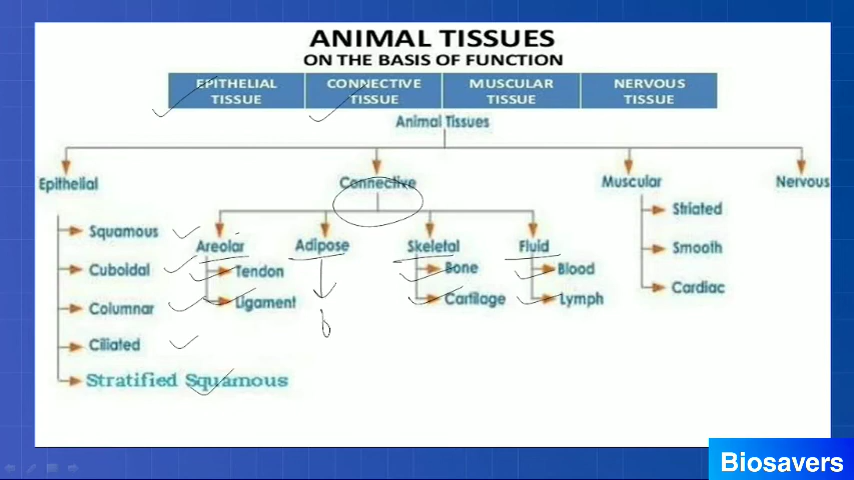 ANIMAL TISSUES
ON THE BASIS OF FUNCTION
EPITHELIAL TISSUE
CONNECTIVE TISSUE
MUSCULAR TISSUE
NERVOUS TISSUE
Animal Tissues
Epithelial
Connective
Muscular
Nervous
Squamous
Cuboidal
Columnar
Ciliated
Stratified Squamous
Areolar
Tendon
Ligament
Adipose
b
Skeletal
Bone
Cartilage
Fluid
Blood
Lymph
Striated
Smooth
Cardiac
Biosavers